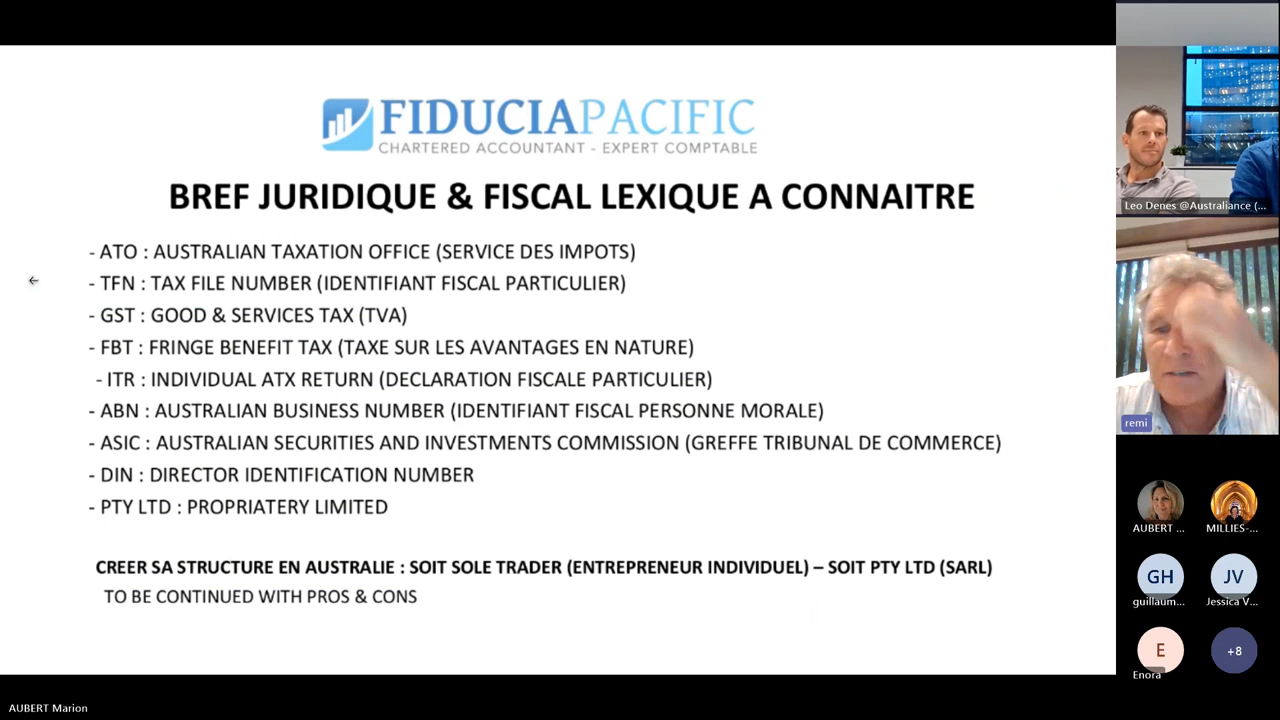 FIDUCIAPACIFIC
CHARTERED ACCOUNTANT - EXPERT COMPTABLE
BREF JURIDIQUE & FISCAL LEXIQUE A CONNAITRE
- ATO : AUSTRALIAN TAXATION OFFICE (SERVICE DES IMPOTS)
- TFN : TAX FILE NUMBER (IDENTIFIANT FISCAL PARTICULIER)
- GST : GOOD & SERVICES TAX (TVA)
- FBT : FRINGE BENEFIT TAX (TAXE SUR LES AVANTAGES EN NATURE)
- ITR : INDIVIDUAL ATX RETURN (DECLARATION FISCALE PARTICULIER)
- ABN : AUSTRALIAN BUSINESS NUMBER (IDENTIFIANT FISCAL PERSONNE MORALE)
- ASIC : AUSTRALIAN SECURITIES AND INVESTMENTS COMMISSION (GREFFE TRIBUNAL DE COMMERCE)
- DIN : DIRECTOR IDENTIFICATION NUMBER
- PTY LTD : PROPRIATERY LIMITED
CREER SA STRUCTURE EN AUSTRALIE : SOIT SOLE TRADER (ENTREPRENEUR INDIVIDUEL) – SOIT PTY LTD (SARL)
TO BE CONTINUED WITH PROS & CONS
Leo Denes @Australiance (...
remi
AUBERT ...
MILLIES-...
GH
JV
guillaum...
Jessica V...
E
+8
Enora
AUBERT Marion